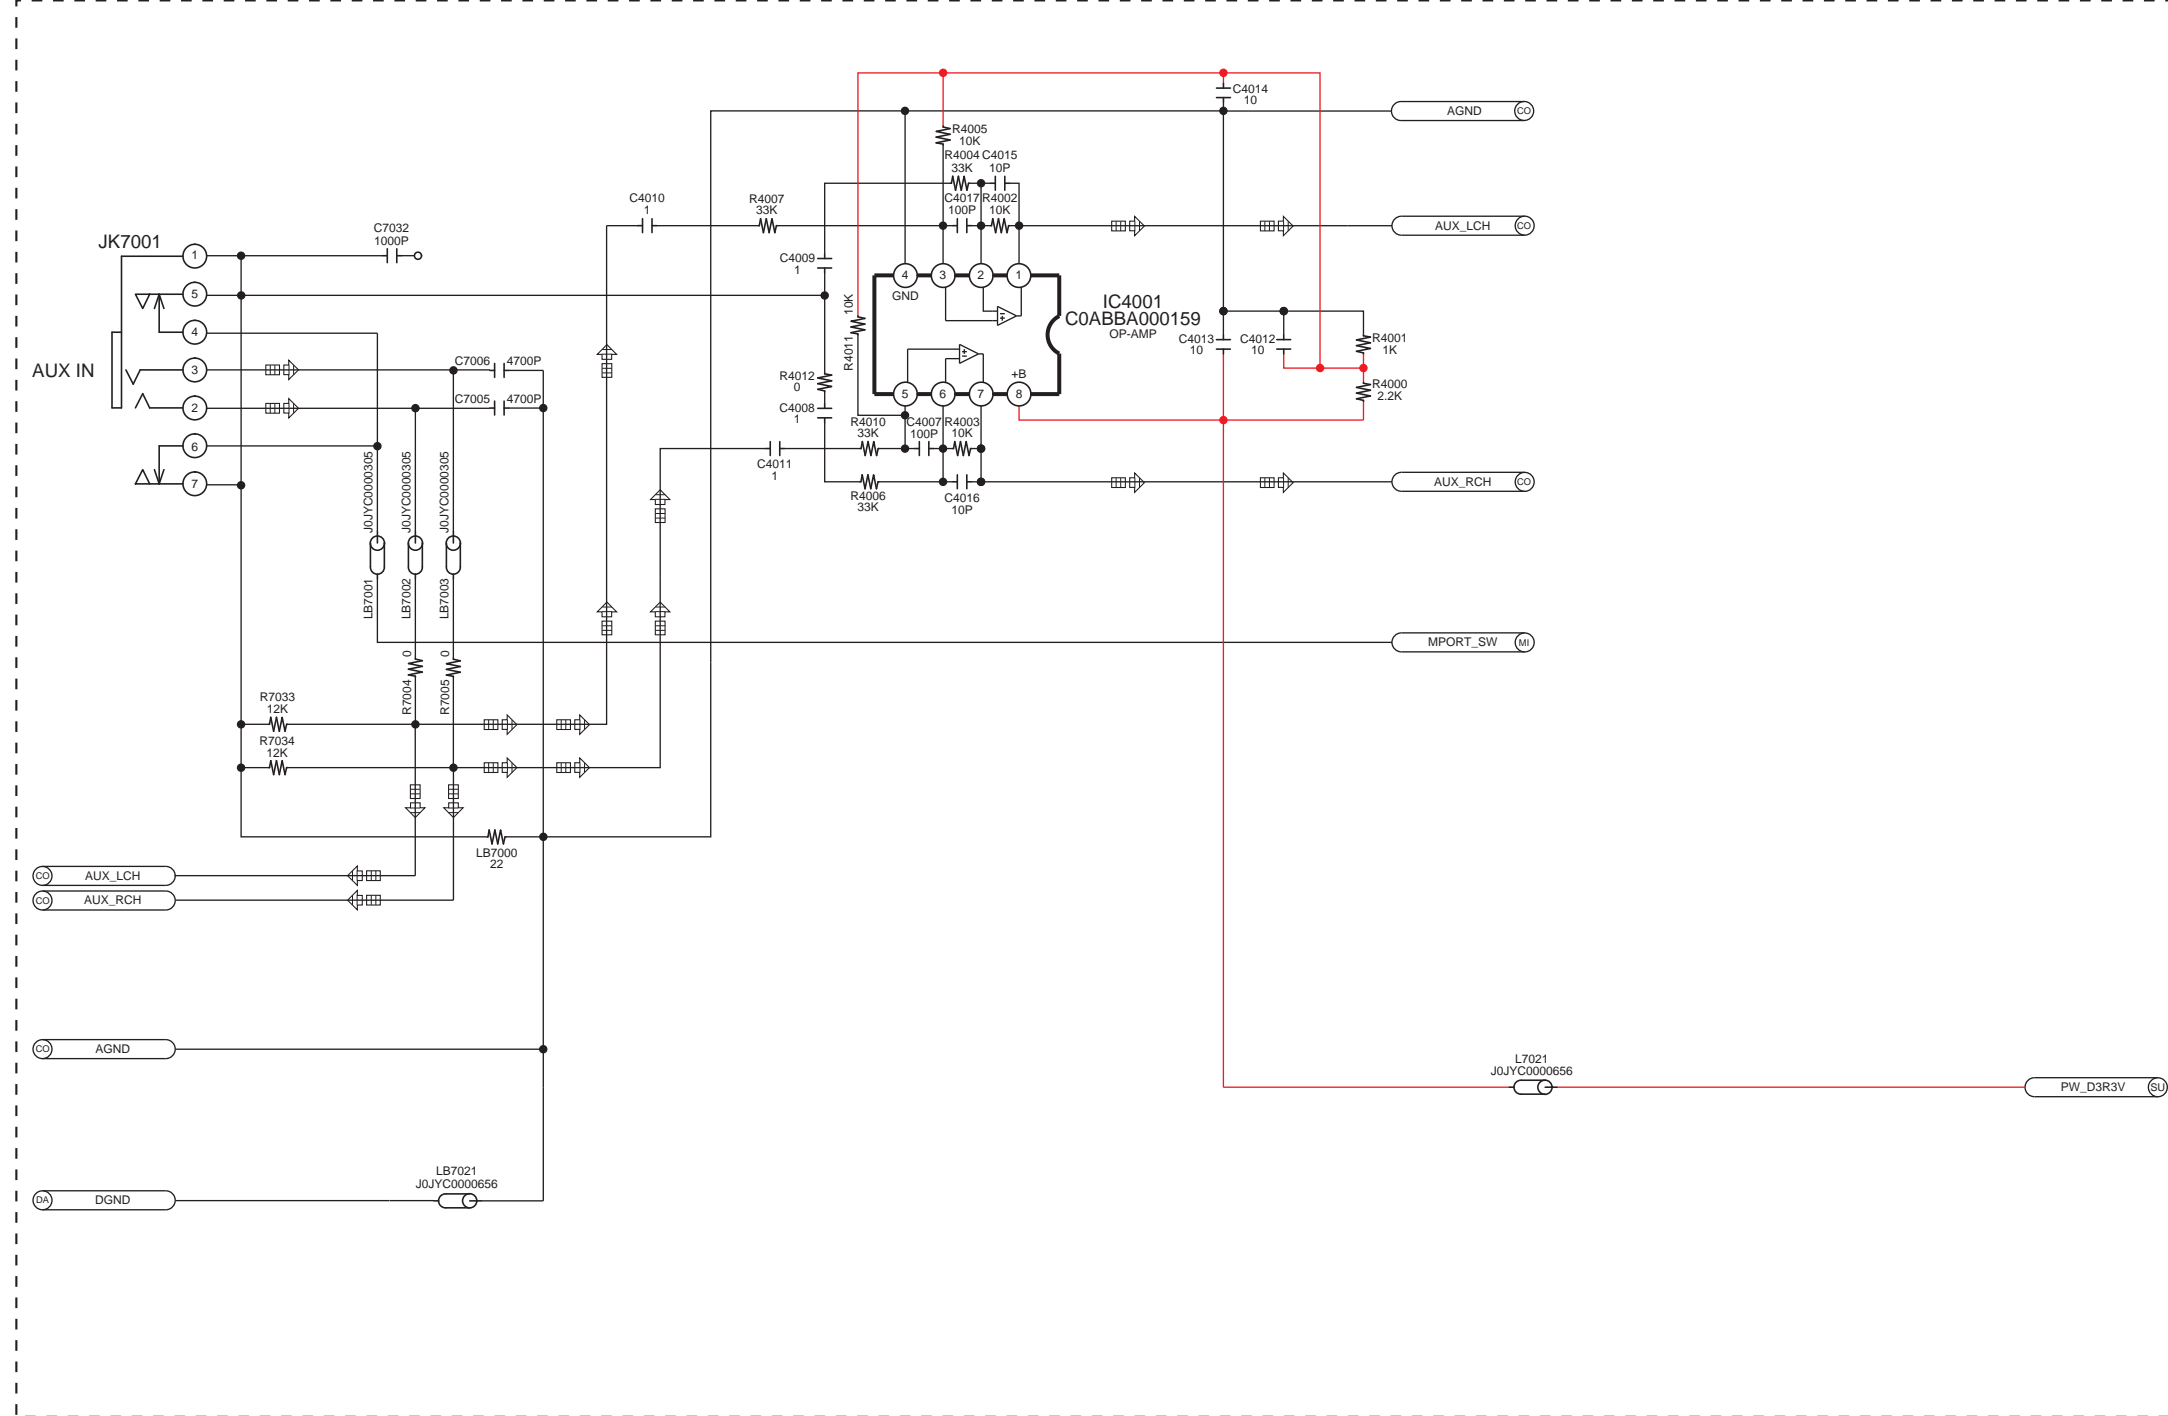 C4014
10
AGND CO
R4005
10K
R4004 C4015
33K 10P
C4010
1
R4007
33K
C4017 R4002
100P 10K
AUX_LCH CO
JK7001
C7032
1000P
1
C4009
1
5
4 3 2 1
GND
10K
R4011
IC4001
C0ABBA000159
OP-AMP
4
C4013
10
C4012
10
R4001
1K
AUX IN
3
C7006 4700P
R4012
0
+B
R4000
2.2K
2
C7005 4700P
C4008
1
5 6 7 8
R4010 C4007 R4003
33K 100P 10K
6
C4011
1
7
R4006
33K
C4016
10P
AUX_RCH CO
J0JYC0000305
J0JYC0000305
J0JYC0000305
LB7001
LB7002
LB7003
MPORT_SW MI
0
0
R7004
R7005
R7033
12K
R7034
12K
LB7000
22
CO AUX_LCH
CO AUX_RCH
CO AGND
L7021
J0JYC0000656
PW_D3R3V SU
LB7021
J0JYC0000656
DA DGND